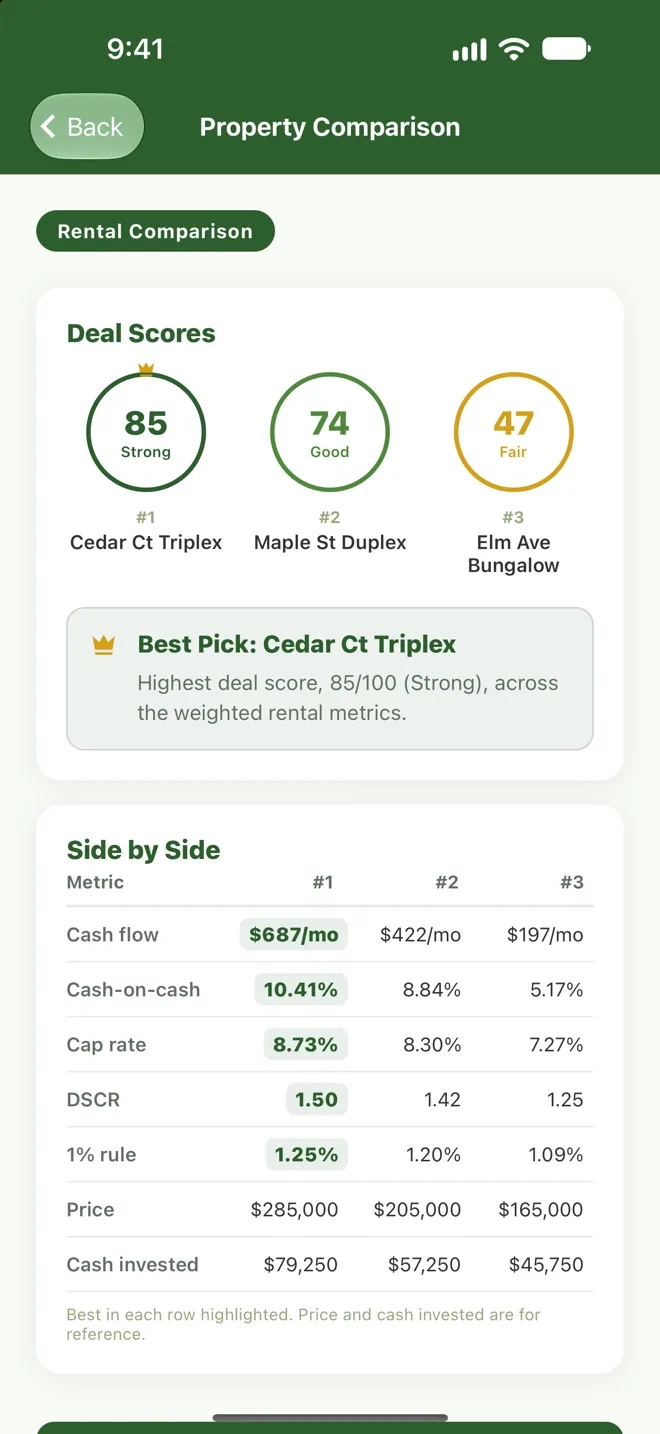 9:41
Back
Property Comparison
Rental Comparison
Deal Scores
85 74 47
Strong Good Fair
#1 #2 #3
Cedar Ct Triplex Maple St Duplex Elm Ave
Bungalow
Best Pick: Cedar Ct Triplex
Highest deal score, 85/100 (Strong), across
the weighted rental metrics.
Side by Side
Metric #1 #2 #3
Cash flow $687/mo $422/mo $197/mo
Cash-on-cash 10.41% 8.84% 5.17%
Cap rate 8.73% 8.30% 7.27%
DSCR 1.50 1.42 1.25
1% rule 1.25% 1.20% 1.09%
Price $285,000 $205,000 $165,000
Cash invested $79,250 $57,250 $45,750
Best in each row highlighted. Price and cash invested are for
reference.